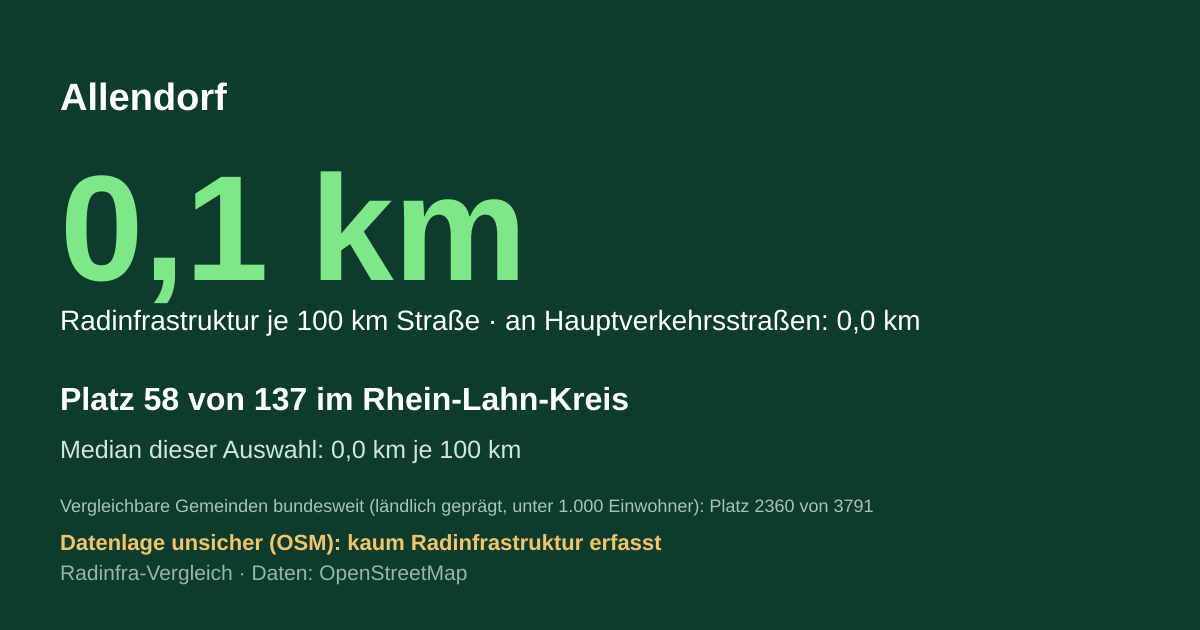 Allendorf
0,1 km
Radinfrastruktur je 100 km Straße · an Hauptverkehrsstraßen: 0,0 km
Platz 58 von 137 im Rhein-Lahn-Kreis
Median dieser Auswahl: 0,0 km je 100 km
Vergleichbare Gemeinden bundesweit (ländlich geprägt, unter 1.000 Einwohner): Platz 2360 von 3791
Datenlage unsicher (OSM): kaum Radinfrastruktur erfasst
Radinfra-Vergleich · Daten: OpenStreetMap